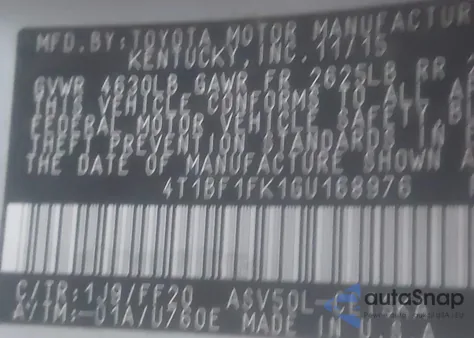 MFD. BY: TOYOTA MOTOR MANUFACTUR
KENTUCKY, INC. 11/15
GVWR 4630LB GAWR FR 2625LB RR
THIS VEHICLE CONFORMS TO ALL
FEDERAL MOTOR VEHICLE SAFETY, B
THEFT PREVENTION STANDARDS IN
THE DATE OF MANUFACTURE SHOWN A
4T1BF1FK1GU168976
C/TR: 1J9/FF20 ASV50L-CE
A/TM: -01A/U760E MADE IN U.S.A
autoSnap